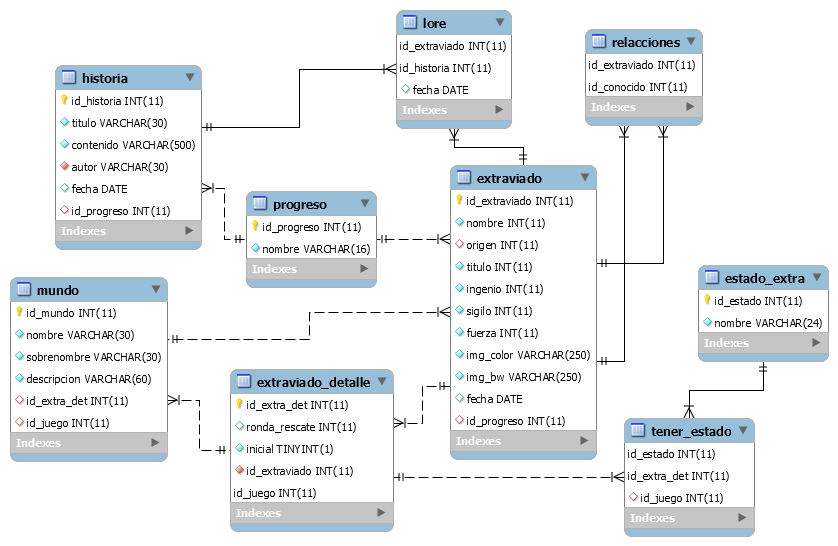 lore
id_extraviado INT(11)
id_historia INT(11)
fecha DATE
Indexes
relacciones
id_extraviado INT(11)
id_conocido INT(11)
Indexes
historia
id_historia INT(11)
titulo VARCHAR(30)
contenido VARCHAR(500)
autor VARCHAR(30)
fecha DATE
id_progreso INT(11)
Indexes
progreso
id_progreso INT(11)
nombre VARCHAR(16)
Indexes
extraviado
id_extraviado INT(11)
nombre INT(11)
origen INT(11)
titulo INT(11)
ingenio INT(11)
sigilo INT(11)
fuerza INT(11)
img_color VARCHAR(250)
img_bw VARCHAR(250)
fecha DATE
id_progreso INT(11)
Indexes
estado_extra
id_estado INT(11)
nombre VARCHAR(24)
Indexes
mundo
id_mundo INT(11)
nombre VARCHAR(30)
sobrenombre VARCHAR(30)
descripcion VARCHAR(60)
id_extra_det INT(11)
id_juego INT(11)
Indexes
extraviado_detalle
id_extra_det INT(11)
ronda_rescate INT(11)
inicial TINYINT(1)
id_extraviado INT(11)
id_juego INT(11)
Indexes
tener_estado
id_estado INT(11)
id_extra_det INT(11)
id_juego INT(11)
Indexes